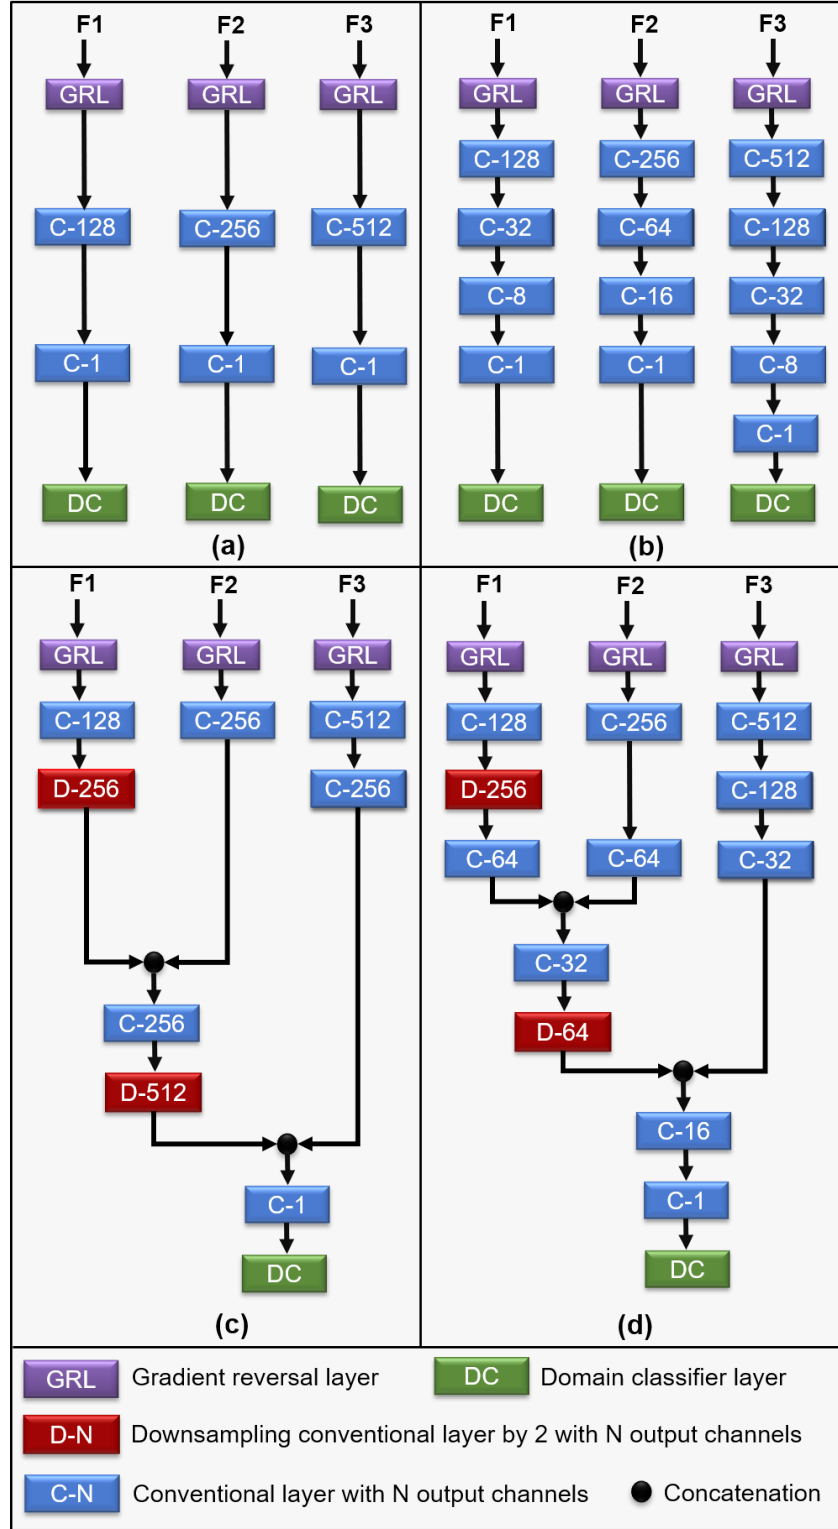 F1 F2 F3
GRL GRL GRL
C-128 C-256 C-512
C-1 C-1 C-1
DC DC DC
(a)
F1 F2 F3
GRL GRL GRL
C-128 C-256 C-512
C-32 C-64 C-128
C-8 C-16 C-32
C-1 C-1 C-8
C-1
DC DC DC
(b)
F1 F2 F3
GRL GRL GRL
C-128 C-256 C-512
D-256 C-256
C-256
D-512
C-1
DC
(c)
F1 F2 F3
GRL GRL GRL
C-128 C-256 C-512
D-256 C-128
C-64 C-64 C-32
C-32
D-64
C-16
C-1
DC
(d)
GRL Gradient reversal layer DC Domain classifier layer
D-N Downsampling conventional layer by 2 with N output channels
C-N Conventional layer with N output channels Concatenation